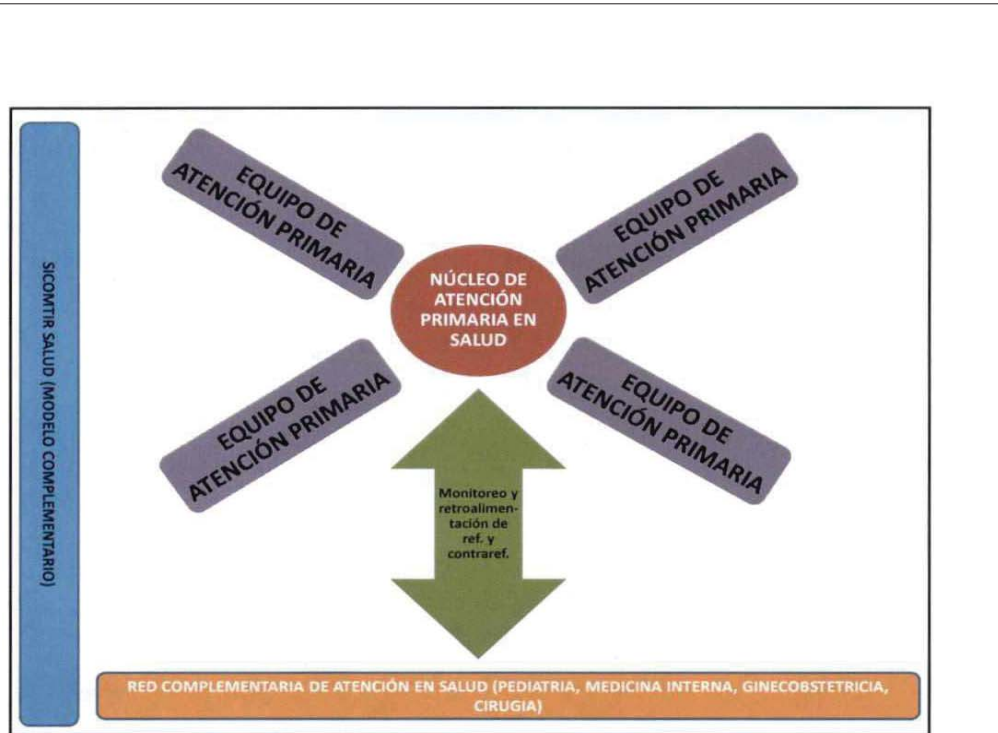 SICOMTIR SALUD (MODELO COMPLEMENTARIO)
EQUIPO DE
ATENCIÓN PRIMARIA
EQUIPO DE
ATENCIÓN PRIMARIA
NÚCLEO DE
ATENCIÓN
PRIMARIA EN
SALUD
EQUIPO DE
ATENCIÓN PRIMARIA
EQUIPO DE
ATENCIÓN PRIMARIA
Monitoreo y
retroalimen-
tación de
ref. y
contraref.
RED COMPLEMENTARIA DE ATENCIÓN EN SALUD (PEDIATRIA, MEDICINA INTERNA, GINECOBSTETRICIA,
CIRUGIA)